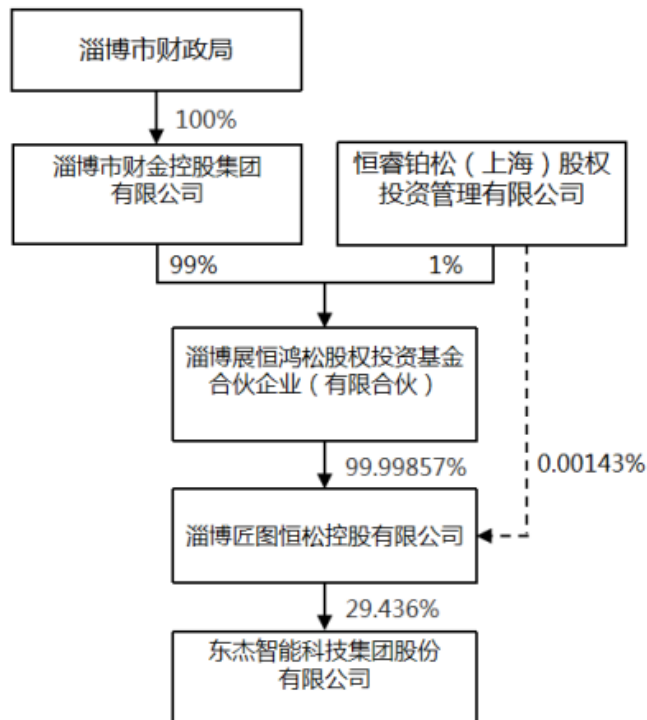 淄博市财政局
100%
淄博市财金控股集团
有限公司
恒睿铂松（上海）股权
投资管理有限公司
99%
1%
淄博展恒鸿松股权投资基金
合伙企业（有限合伙）
99.99857%
0.00143%
淄博匠图恒松控股有限公司
29.436%
东杰智能科技集团股份
有限公司